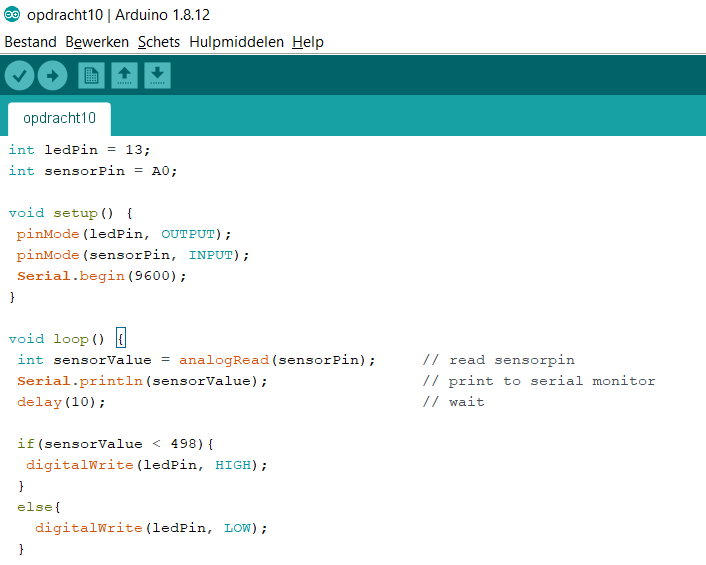 opdracht10 | Arduino 1.8.12
Bestand Bewerken Schets Hulpmiddelen Help
opdracht10
int ledPin = 13;
int sensorPin = A0;
void setup() {
pinMode(ledPin, OUTPUT);
pinMode(sensorPin, INPUT);
Serial.begin(9600);
}
void loop() {
int sensorValue = analogRead(sensorPin); // read sensorpin
Serial.println(sensorValue); // print to serial monitor
delay(10); // wait
if(sensorValue < 498){
digitalWrite(ledPin, HIGH);
}
else{
digitalWrite(ledPin, LOW);
}